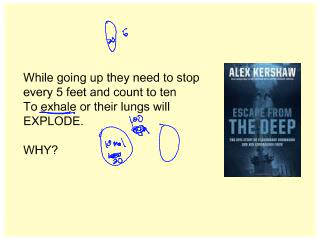 While going up they need to stop
every 5 feet and count to ten
To exhale or their lungs will
EXPLODE.
WHY?
ALEX KERSHAW
ESCAPE FROM
THE DEEP